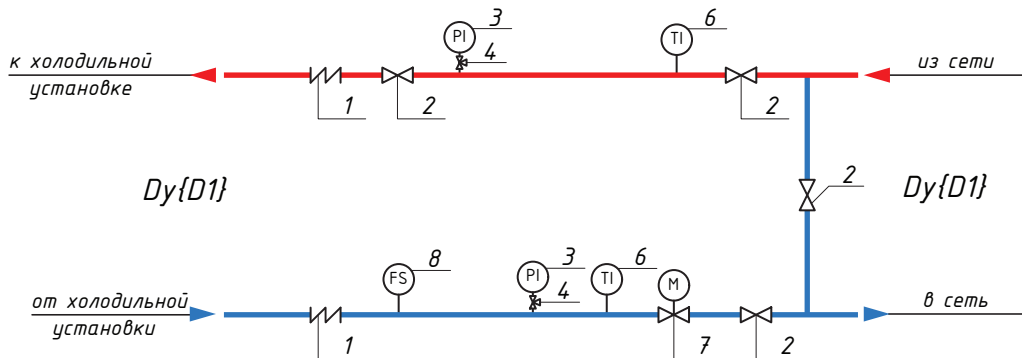 3
6
PI
4
TI
к холодильной
установке
из сети
1
2
2
Dy{D1}
2
Dy{D1}
8
3
6
FS
PI
4
TI
M
от холодильной
установки
в сеть
1
7
2